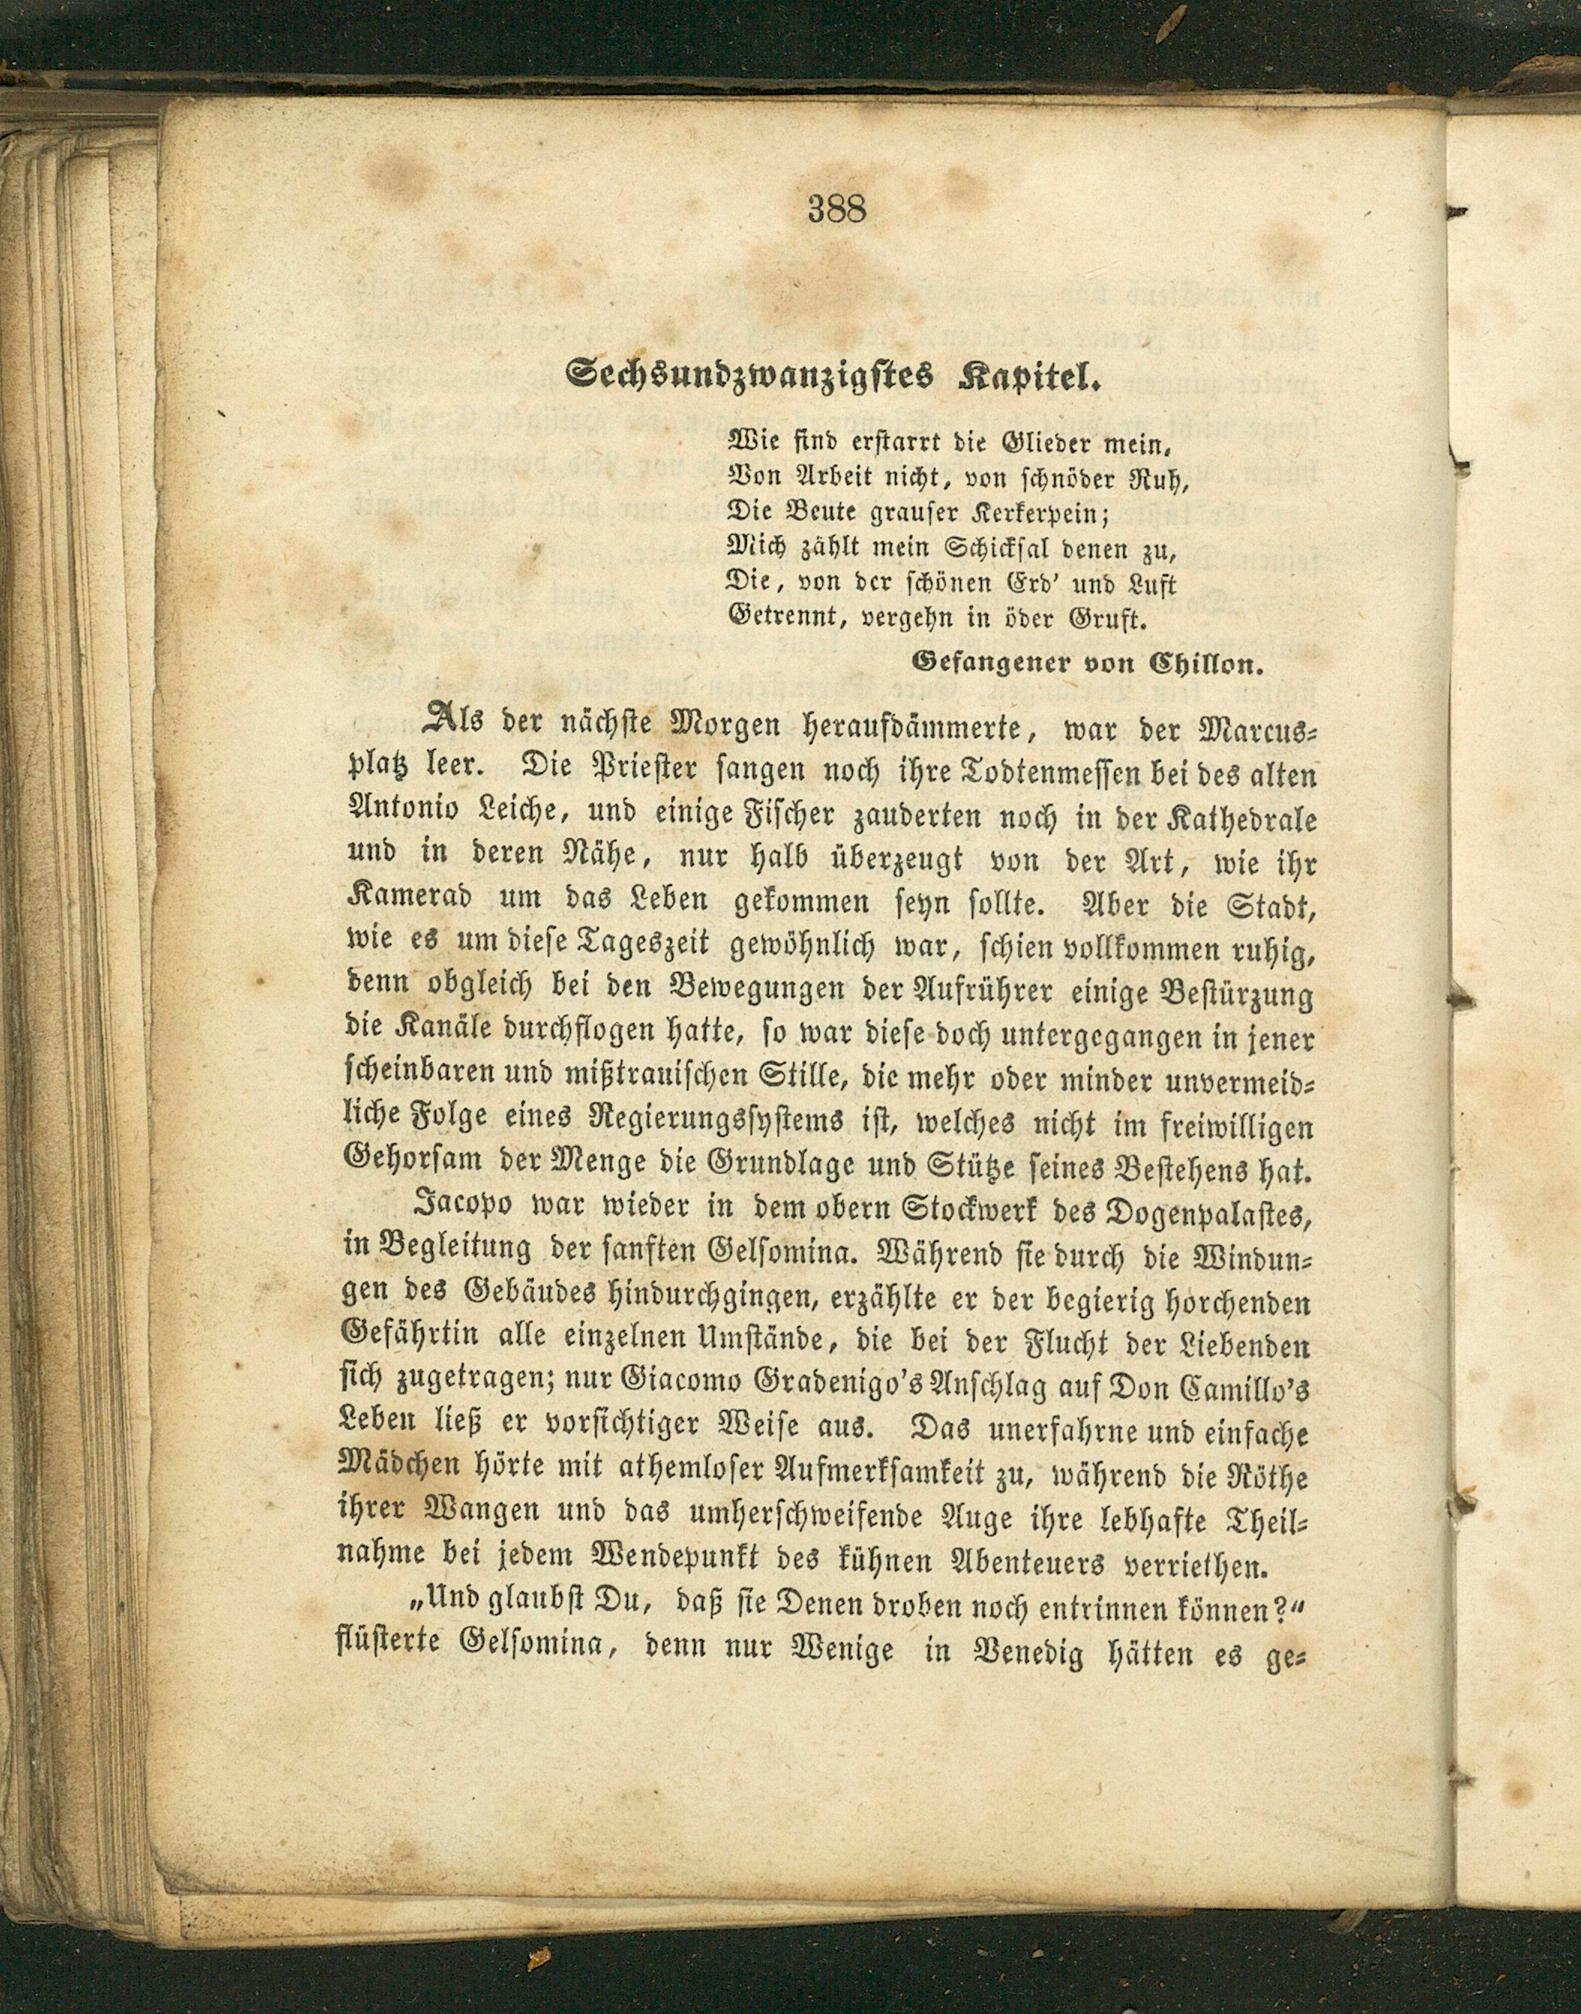 388
Sechsundzwanzigstes Kapitel.
Wie sind erstarrt die Glieder mein,
Von Arbeit nicht, von schnöder Ruh,
Die Beute grauser Kerkerpein;
Mich zählt mein Schicksal denen zu,
Die, von der schönen Erd' und Luft
Getrennt, vergehn in öder Gruft.
Gefangener von Chillon.
Als der nächste Morgen heraufdämmerte, war der Marcus-
platz leer. Die Priester sangen noch ihre Todtenmessen bei des alten
Antonio Leiche, und einige Fischer zauderten noch in der Kathedrale
und in deren Nähe, nur halb überzeugt von der Art, wie ihr
Kamerad um das Leben gekommen seyn sollte. Aber die Stadt,
wie es um diese Tageszeit gewöhnlich war, schien vollkommen ruhig,
denn obgleich bei den Bewegungen der Aufrührer einige Bestürzung
die Kanäle durchflogen hatte, so war diese doch untergegangen in jener
scheinbaren und mißtrauischen Stille, die mehr oder minder unvermeid-
liche Folge eines Regierungssystems ist, welches nicht im freiwilligen
Gehorsam der Menge die Grundlage und Stütze seines Bestehens hat.
Jacopo war wieder in dem obern Stockwerk des Dogenpalastes,
in Begleitung der sanften Gelsomina. Während sie durch die Windun-
gen des Gebäudes hindurchgingen, erzählte er der begierig horchenden
Gefährtin alle einzelnen Umstände, die bei der Flucht der Liebenden
sich zugetragen; nur Giacomo Gradenigo's Anschlag auf Don Camillo's
Leben ließ er vorsichtiger Weise aus. Das unerfahrne und einfache
Mädchen hörte mit athemloser Aufmerksamkeit zu, während die Röthe
ihrer Wangen und das umherschweifende Auge ihre lebhafte Theil-
nahme bei jedem Wendepunkt des kühnen Abenteuers verriethen.
„Und glaubst Du, daß sie Denen droben noch entrinnen können?“
flüsterte Gelsomina, denn nur Wenige in Venedig hätten es ge-